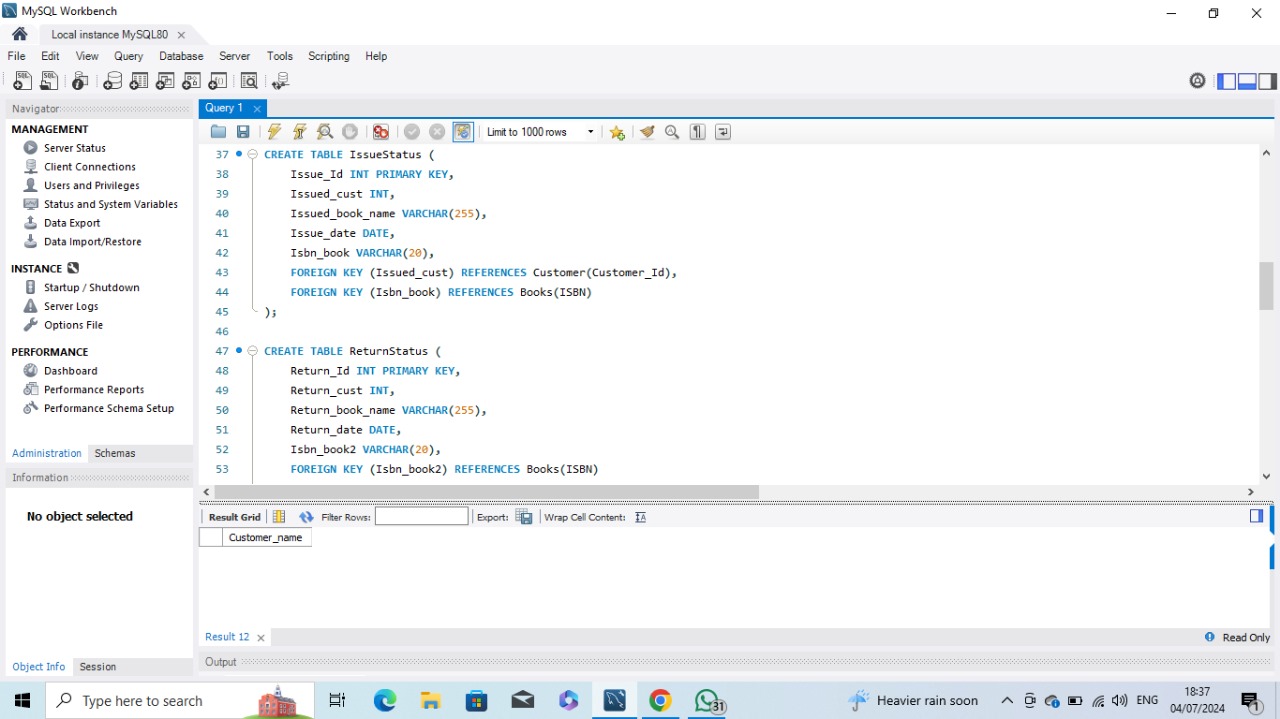 MySQL Workbench
Local instance MySQL80
File Edit View Query Database Server Tools Scripting Help
Navigator
MANAGEMENT
Server Status
Client Connections
Users and Privileges
Status and System Variables
Data Export
Data Import/Restore
INSTANCE
Startup / Shutdown
Server Logs
Options File
PERFORMANCE
Dashboard
Performance Reports
Performance Schema Setup
Administration Schemas
Information
No object selected
Object Info Session
Query 1
Limit to 1000 rows
37 CREATE TABLE IssueStatus (
38 Issue_Id INT PRIMARY KEY,
39 Issued_cust INT,
40 Issued_book_name VARCHAR(255),
41 Issue_date DATE,
42 Isbn_book VARCHAR(20),
43 FOREIGN KEY (Issued_cust) REFERENCES Customer(Customer_Id),
44 FOREIGN KEY (Isbn_book) REFERENCES Books(ISBN)
45 );
46
47 CREATE TABLE ReturnStatus (
48 Return_Id INT PRIMARY KEY,
49 Return_cust INT,
50 Return_book_name VARCHAR(255),
51 Return_date DATE,
52 Isbn_book2 VARCHAR(20),
53 FOREIGN KEY (Isbn_book2) REFERENCES Books(ISBN)
Result Grid Filter Rows: Export: Wrap Cell Content:
Customer_name
Result 12 Read Only
Output
Type here to search
31
Heavier rain soon
ENG
8:37
04/07/2024
1